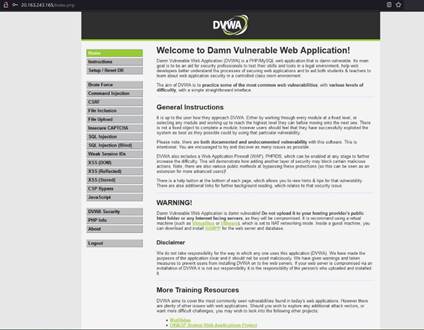 20.163.243.165/index.php
DVWA
Home
Instructions
Setup / Reset DB
Brute Force
Command Injection
CSRF
File Inclusion
File Upload
Insecure CAPTCHA
SQL Injection
SQL Injection (Blind)
Weak Session IDs
XSS (DOM)
XSS (Reflected)
XSS (Stored)
CSP Bypass
JavaScript
DVWA Security
PHP Info
About
Logout
Welcome to Damn Vulnerable Web Application!
Damn Vulnerable Web Application (DVWA) is a PHP/MySQL web application that is damn vulnerable. Its main
goal is to be an aid for security professionals to test their skills and tools in a legal environment, help web
developers better understand the processes of securing web applications and to aid both students & teachers to
learn about web application security in a controlled class room environment.
The aim of DVWA is to practice some of the most common web vulnerabilities, with various levels of
difficulty, with a simple straightforward interface.
General Instructions
It is up to the user how they approach DVWA. Either by working through every module at a fixed level, or
selecting any module and working up to reach the highest level they can before moving onto the next one. There
is not a fixed object to complete a module; however users should feel that they have successfully exploited the
system as best as they possible could by using that particular vulnerability.
Please note, there are both documented and undocumented vulnerability with this software. This is
intentional. You are encouraged to try and discover as many issues as possible.
DVWA also includes a Web Application Firewall (WAF), PHPIDS, which can be enabled at any stage to further
increase the difficulty. This will demonstrate how adding another layer of security may block certain malicious
actions. Note, there are also various public methods at bypassing these protections (so this can be seen as an
extension for more advanced users)!
There is a help button at the bottom of each page, which allows you to view hints & tips for that vulnerability.
There are also additional links for further background reading, which relates to that security issue.
WARNING!
Damn Vulnerable Web Application is damn vulnerable! Do not upload it to your hosting provider's public
html folder or any Internet facing servers, as they will be compromised. It is recommend using a virtual
machine (such as VirtualBox or VMware), which is set to NAT networking mode. Inside a guest machine, you
can download and install XAMPP for the web server and database.
Disclaimer
We do not take responsibility for the way in which any one uses this application (DVWA). We have made the
purposes of the application clear and it should not be used maliciously. We have given warnings and taken
measures to prevent users from installing DVWA on to live web servers. If your web server is compromised via an
installation of DVWA it is not our responsibility it is the responsibility of the person/s who uploaded and installed
it.
More Training Resources
DVWA aims to cover the most commonly seen vulnerabilities found in today's web applications. However there
are plenty of other issues with web applications. Should you wish to explore any additional attack vectors, or
want more difficult challenges, you may wish to look into the following other projects: